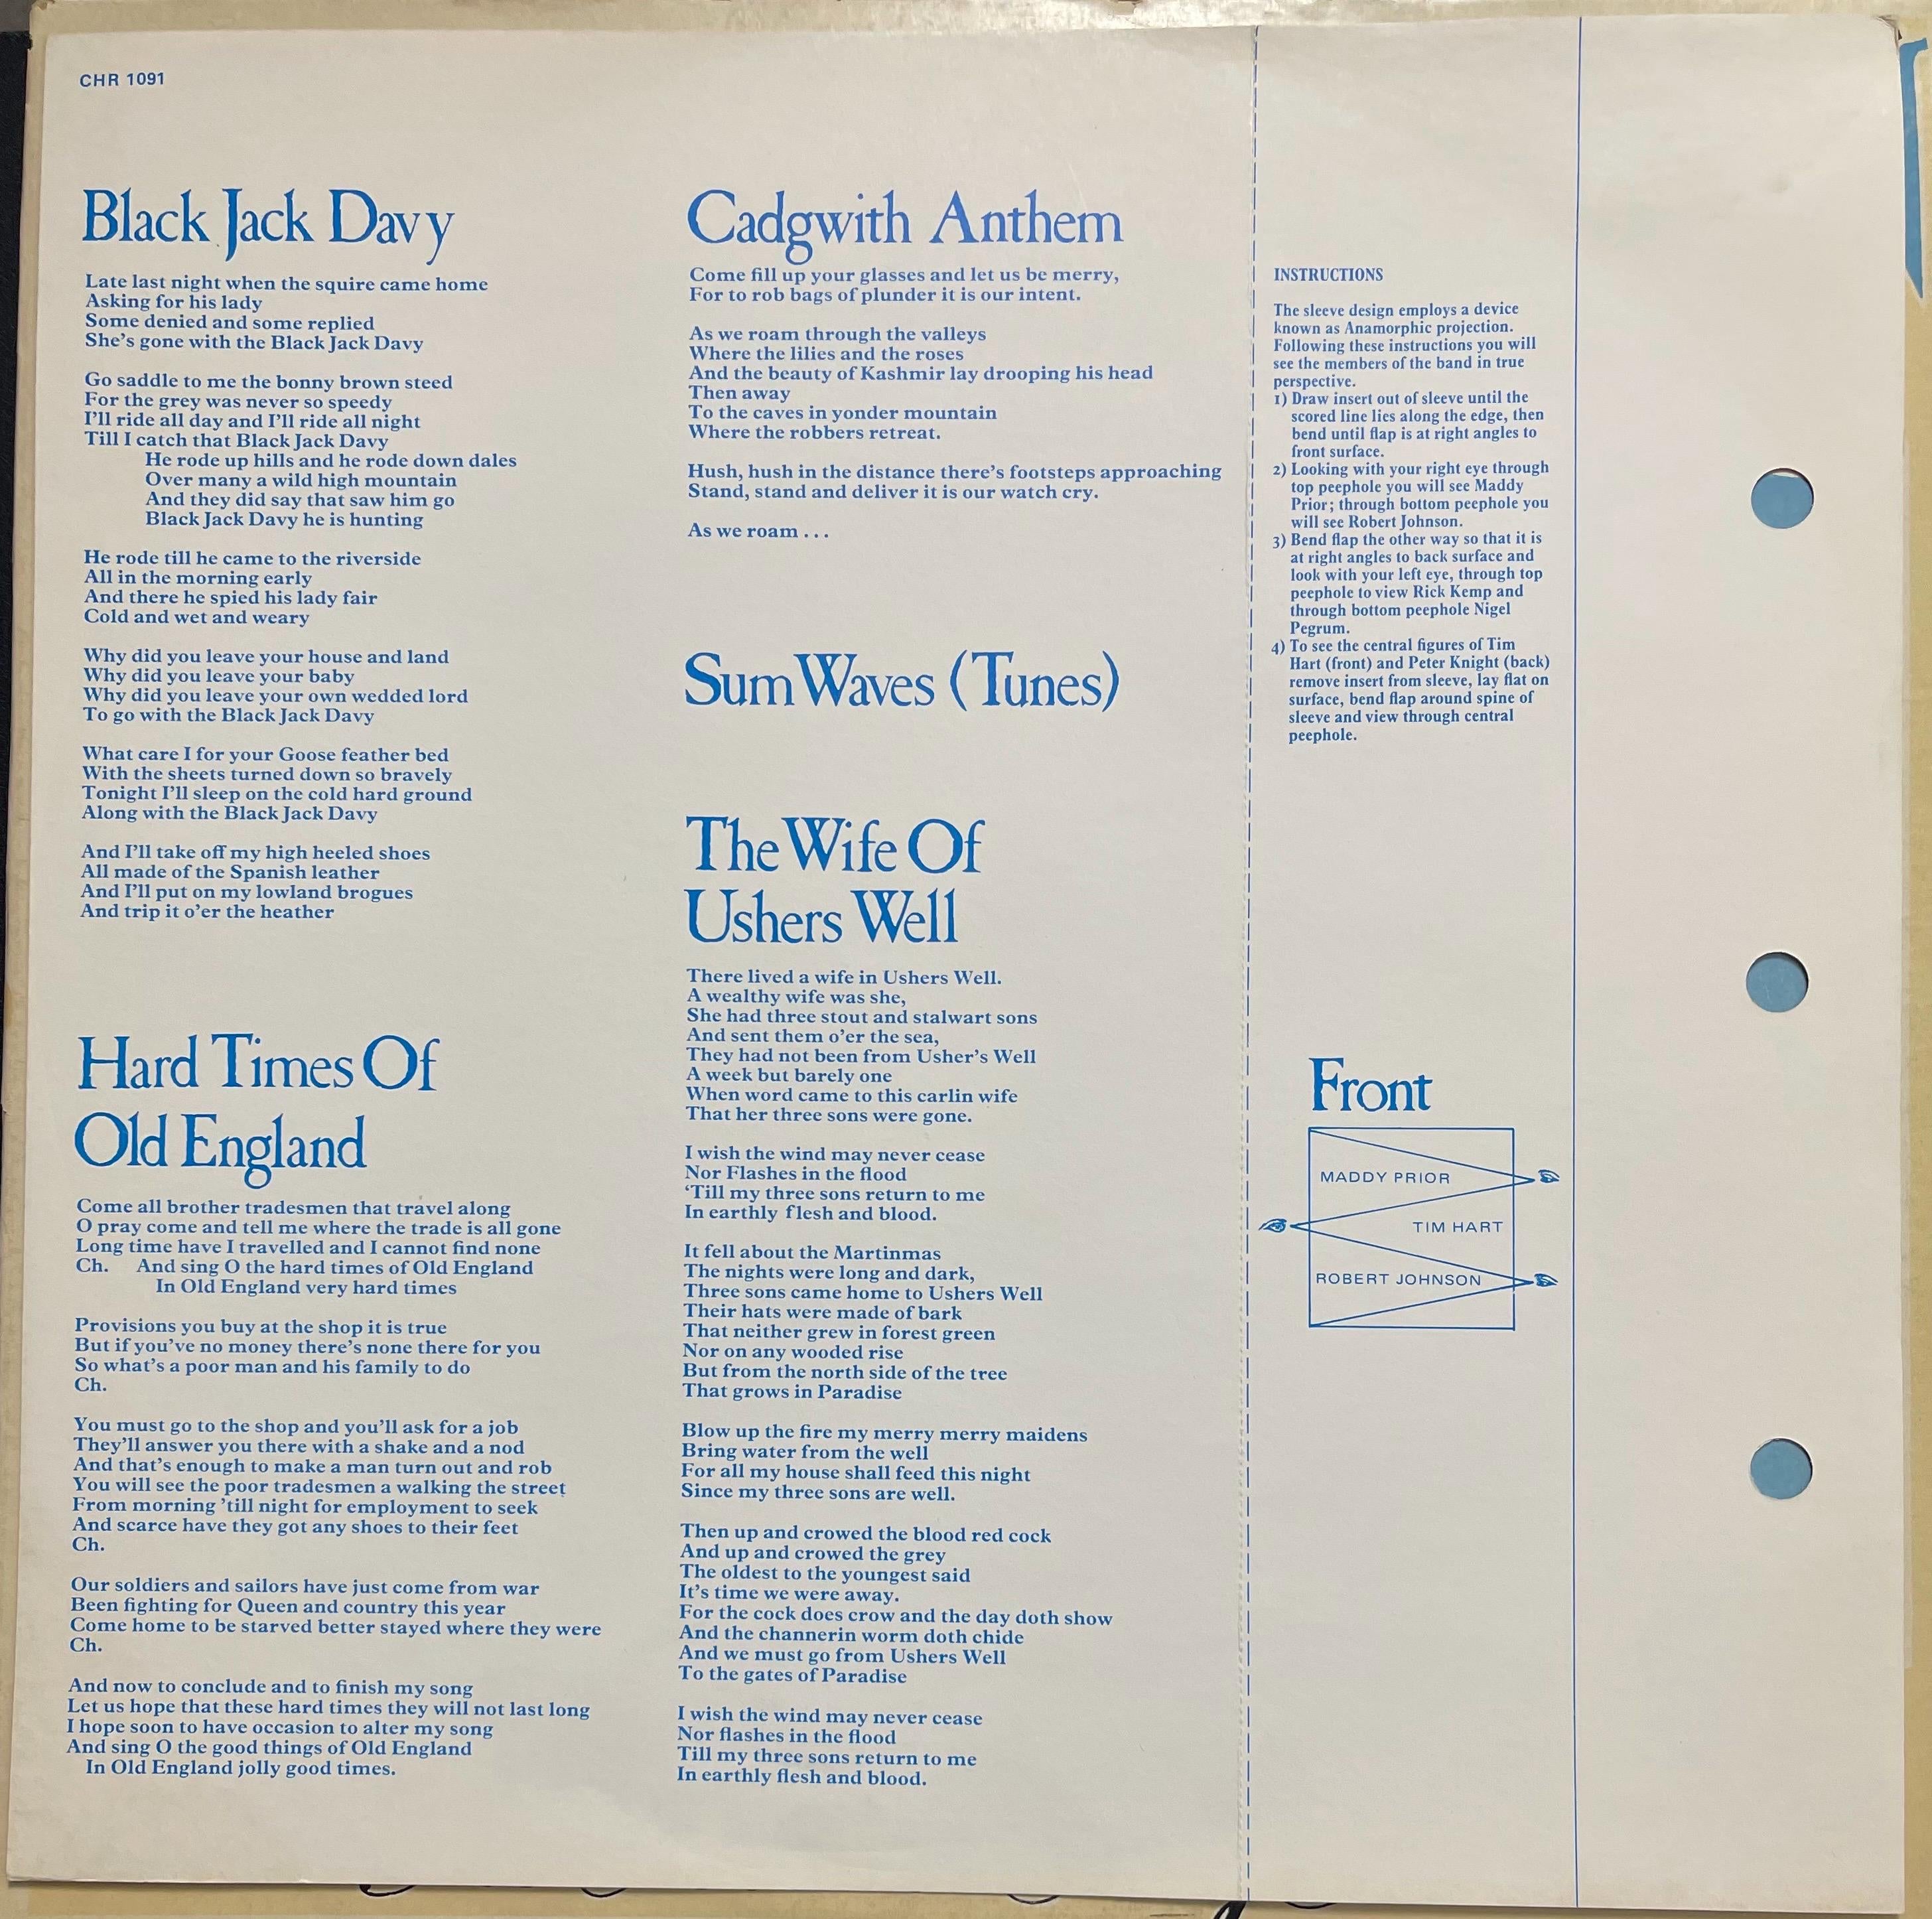 CHR 1091
Black Jack Davy
Late last night when the squire came home
Asking for his lady
Some denied and some replied
She's gone with the Black Jack Davy
Go saddle to me the bonny brown steed
For the grey was never so speedy
I'll ride all day and I'll ride all night
Till I catch that Black Jack Davy
He rode up hills and he rode down dales
Over many a wild high mountain
And they did say that saw him go
Black Jack Davy he is hunting
He rode till he came to the riverside
All in the morning early
And there he spied his lady fair
Cold and wet and weary
Why did you leave your house and land
Why did you leave your baby
Why did you leave your own wedded lord
To go with the Black Jack Davy
What care I for your Goose feather bed
With the sheets turned down so bravely
Tonight I'll sleep on the cold hard ground
Along with the Black Jack Davy
And I'll take off my high heeled shoes
All made of the Spanish leather
And I'll put on my lowland brogues
And trip it o'er the heather
Hard Times Of
Old England
Come all brother tradesmen that travel along
O pray come and tell me where the trade is all gone
Long time have I travelled and I cannot find none
Ch. And sing O the hard times of Old England
In Old England very hard times
Provisions you buy at the shop it is true
But if you've no money there's none there for you
So what's a poor man and his family to do
Ch.
You must go to the shop and you'll ask for a job
They'll answer you there with a shake and a nod
And that's enough to make a man turn out and rob
You will see the poor tradesmen a walking the street
From morning 'till night for employment to seek
And scarce have they got any shoes to their feet
Ch.
Our soldiers and sailors have just come from war
Been fighting for Queen and country this year
Come home to be starved better stayed where they were
Ch.
And now to conclude and to finish my song
Let us hope that these hard times they will not last long
I hope soon to have occasion to alter my song
And sing O the good things of Old England
In Old England jolly good times.
Cadgwith Anthem
Come fill up your glasses and let us be merry,
For to rob bags of plunder it is our intent.
As we roam through the valleys
Where the lilies and the roses
And the beauty of Kashmir lay drooping his head
Then away
To the caves in yonder mountain
Where the robbers retreat.
Hush, hush in the distance there's footsteps approaching
Stand, stand and deliver it is our watch cry.
As we roam . . .
Sum Waves (Tunes)
The Wife Of
Ushers Well
There lived a wife in Ushers Well.
A wealthy wife was she,
She had three stout and stalwart sons
And sent them o'er the sea,
They had not been from Usher's Well
A week but barely one
When word came to this carlin wife
That her three sons were gone.
I wish the wind may never cease
Nor Flashes in the flood
'Till my three sons return to me
In earthly flesh and blood.
It fell about the Martinmas
The nights were long and dark,
Three sons came home to Ushers Well
Their hats were made of bark
That neither grew in forest green
Nor on any wooded rise
But from the north side of the tree
That grows in Paradise
Blow up the fire my merry merry maidens
Bring water from the well
For all my house shall feed this night
Since my three sons are well.
Then up and crowed the blood red cock
And up and crowed the grey
The oldest to the youngest said
It's time we were away.
For the cock does crow and the day doth show
And the channerin worm doth chide
And we must go from Ushers Well
To the gates of Paradise
I wish the wind may never cease
Nor flashes in the flood
Till my three sons return to me
In earthly flesh and blood.
INSTRUCTIONS
The sleeve design employs a device
known as Anamorphic projection.
Following these instructions you will
see the members of the band in true
perspective.
1) Draw insert out of sleeve until the
scored line lies along the edge, then
bend until flap is at right angles to
front surface.
2) Looking with your right eye through
top peephole you will see Maddy
Prior; through bottom peephole you
will see Robert Johnson.
3) Bend flap the other way so that it is
at right angles to back surface and
look with your left eye, through top
peephole to view Rick Kemp and
through bottom peephole Nigel
Pegrum.
4) To see the central figures of Tim
Hart (front) and Peter Knight (back)
remove insert from sleeve, lay flat on
surface, bend flap around spine of
sleeve and view through central
peephole.
Front
MADDY PRIOR
TIM HART
ROBERT JOHNSON